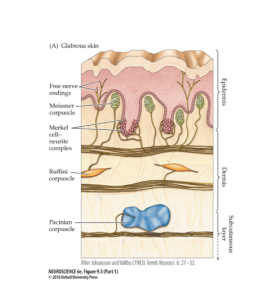 (A) Glabrous skin
Free nerve
endings
Meissner
corpuscle
Merkel
cell–
neurite
complex
Ruffini
corpuscle
Pacinian
corpuscle
Epidermis
Dermis
Subcutaneous
layer
After Johansson and Vallbo (1983) Trends Neurosci. 6: 27–32.
NEUROSCIENCE 6e, Figure 9.3 (Part 1)
© 2018 Oxford University Press